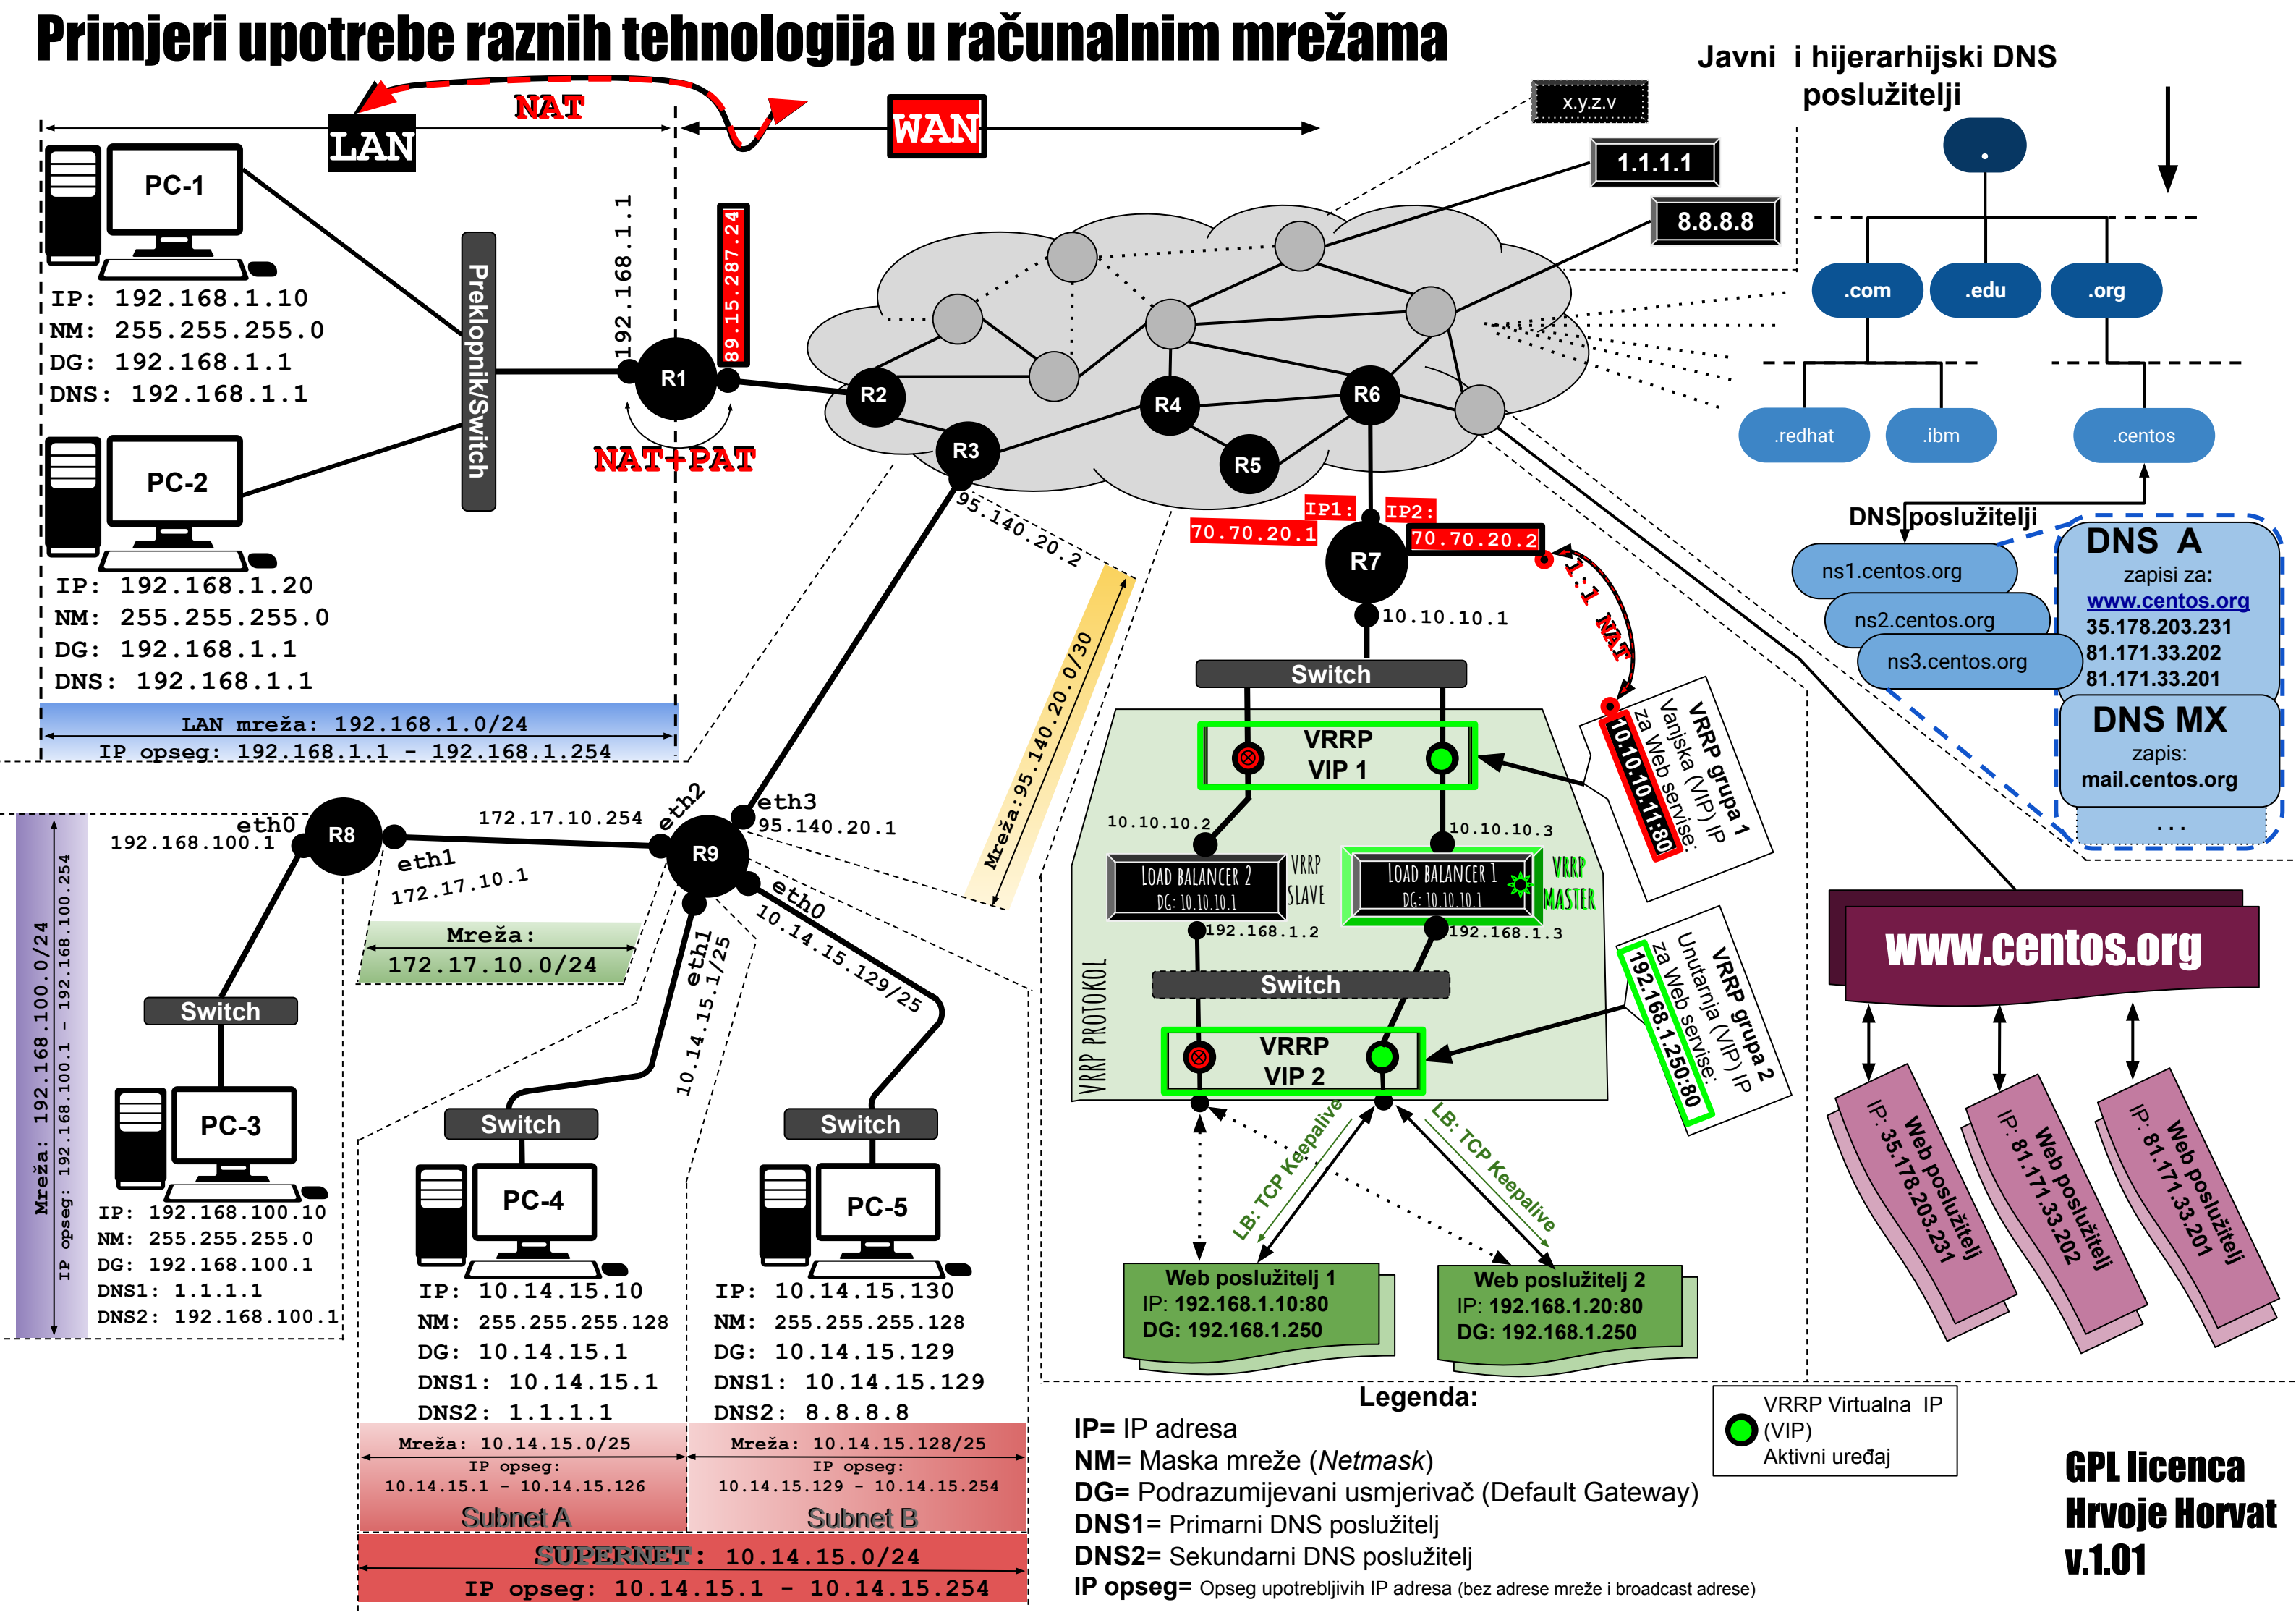 Primjeri upotrebe raznih tehnologija u računalnim mrežama
NAT
LAN
WAN
PC-1
IP: 192.168.1.10
NM: 255.255.255.0
DG: 192.168.1.1
DNS: 192.168.1.1
PC-2
IP: 192.168.1.20
NM: 255.255.255.0
DG: 192.168.1.1
DNS: 192.168.1.1
Preklopnik/Switch
192.168.1.1
R1
89.15.287.24
NAT+PAT
LAN mreža: 192.168.1.0/24
IP opseg: 192.168.1.1 - 192.168.1.254
R2
R3
R4
R5
R6
x.y.z.v
1.1.1.1
8.8.8.8
Javni i hijerarhijski DNS
poslužitelji
.
.com
.edu
.org
.redhat
.ibm
.centos
DNS poslužitelji
ns1.centos.org
ns2.centos.org
ns3.centos.org
DNS A
zapisi za:
www.centos.org
35.178.203.231
81.171.33.202
81.171.33.201
DNS MX
zapis:
mail.centos.org
. . .
95.140.20.2
Mreža:95.140.20.0/30
eth0
192.168.100.1
R8
eth1
172.17.10.1
172.17.10.254
eth2
R9
eth3
95.140.20.1
eth0
10.14.15.129/25
eth1
10.14.15.1/25
Mreža:
172.17.10.0/24
Mreža: 192.168.100.0/24
IP opseg: 192.168.100.1 - 192.168.100.254
Switch
PC-3
IP: 192.168.100.10
NM: 255.255.255.0
DG: 192.168.100.1
DNS1: 1.1.1.1
DNS2: 192.168.100.1
Switch
PC-4
IP: 10.14.15.10
NM: 255.255.255.128
DG: 10.14.15.1
DNS1: 10.14.15.1
DNS2: 1.1.1.1
Switch
PC-5
IP: 10.14.15.130
NM: 255.255.255.128
DG: 10.14.15.129
DNS1: 10.14.15.129
DNS2: 8.8.8.8
Mreža: 10.14.15.0/25
IP opseg:
10.14.15.1 - 10.14.15.126
Subnet A
Mreža: 10.14.15.128/25
IP opseg:
10.14.15.129 - 10.14.15.254
Subnet B
SUPERNET: 10.14.15.0/24
IP opseg: 10.14.15.1 - 10.14.15.254
IP1:
70.70.20.1
IP2:
70.70.20.2
R7
10.10.10.1
1:1 NAT
Switch
VRRP
VIP 1
VRRP grupa 1
Vanjska (VIP) IP
za Web servise:
10.10.10.11:80
10.10.10.2
10.10.10.3
LOAD BALANCER 2
DG: 10.10.10.1
VRRP
SLAVE
LOAD BALANCER 1
DG: 10.10.10.1
VRRP
MASTER
192.168.1.2
192.168.1.3
Switch
VRRP PROTOKOL
VRRP
VIP 2
VRRP grupa 2
Unutarnja (VIP) IP
za Web servise:
192.168.1.250:80
LB: TCP Keepalive
LB: TCP Keepalive
Web poslužitelj 1
IP: 192.168.1.10:80
DG: 192.168.1.250
Web poslužitelj 2
IP: 192.168.1.20:80
DG: 192.168.1.250
www.centos.org
Web poslužitelj
IP: 35.178.203.231
Web poslužitelj
IP: 81.171.33.202
Web poslužitelj
IP: 81.171.33.201
Legenda:
IP= IP adresa
NM= Maska mreže (Netmask)
DG= Podrazumijevani usmjerivač (Default Gateway)
DNS1= Primarni DNS poslužitelj
DNS2= Sekundarni DNS poslužitelj
IP opseg= Opseg upotrebljivih IP adresa (bez adrese mreže i broadcast adrese)
VRRP Virtualna IP
(VIP)
Aktivni uređaj
GPL licenca
Hrvoje Horvat
v.1.01